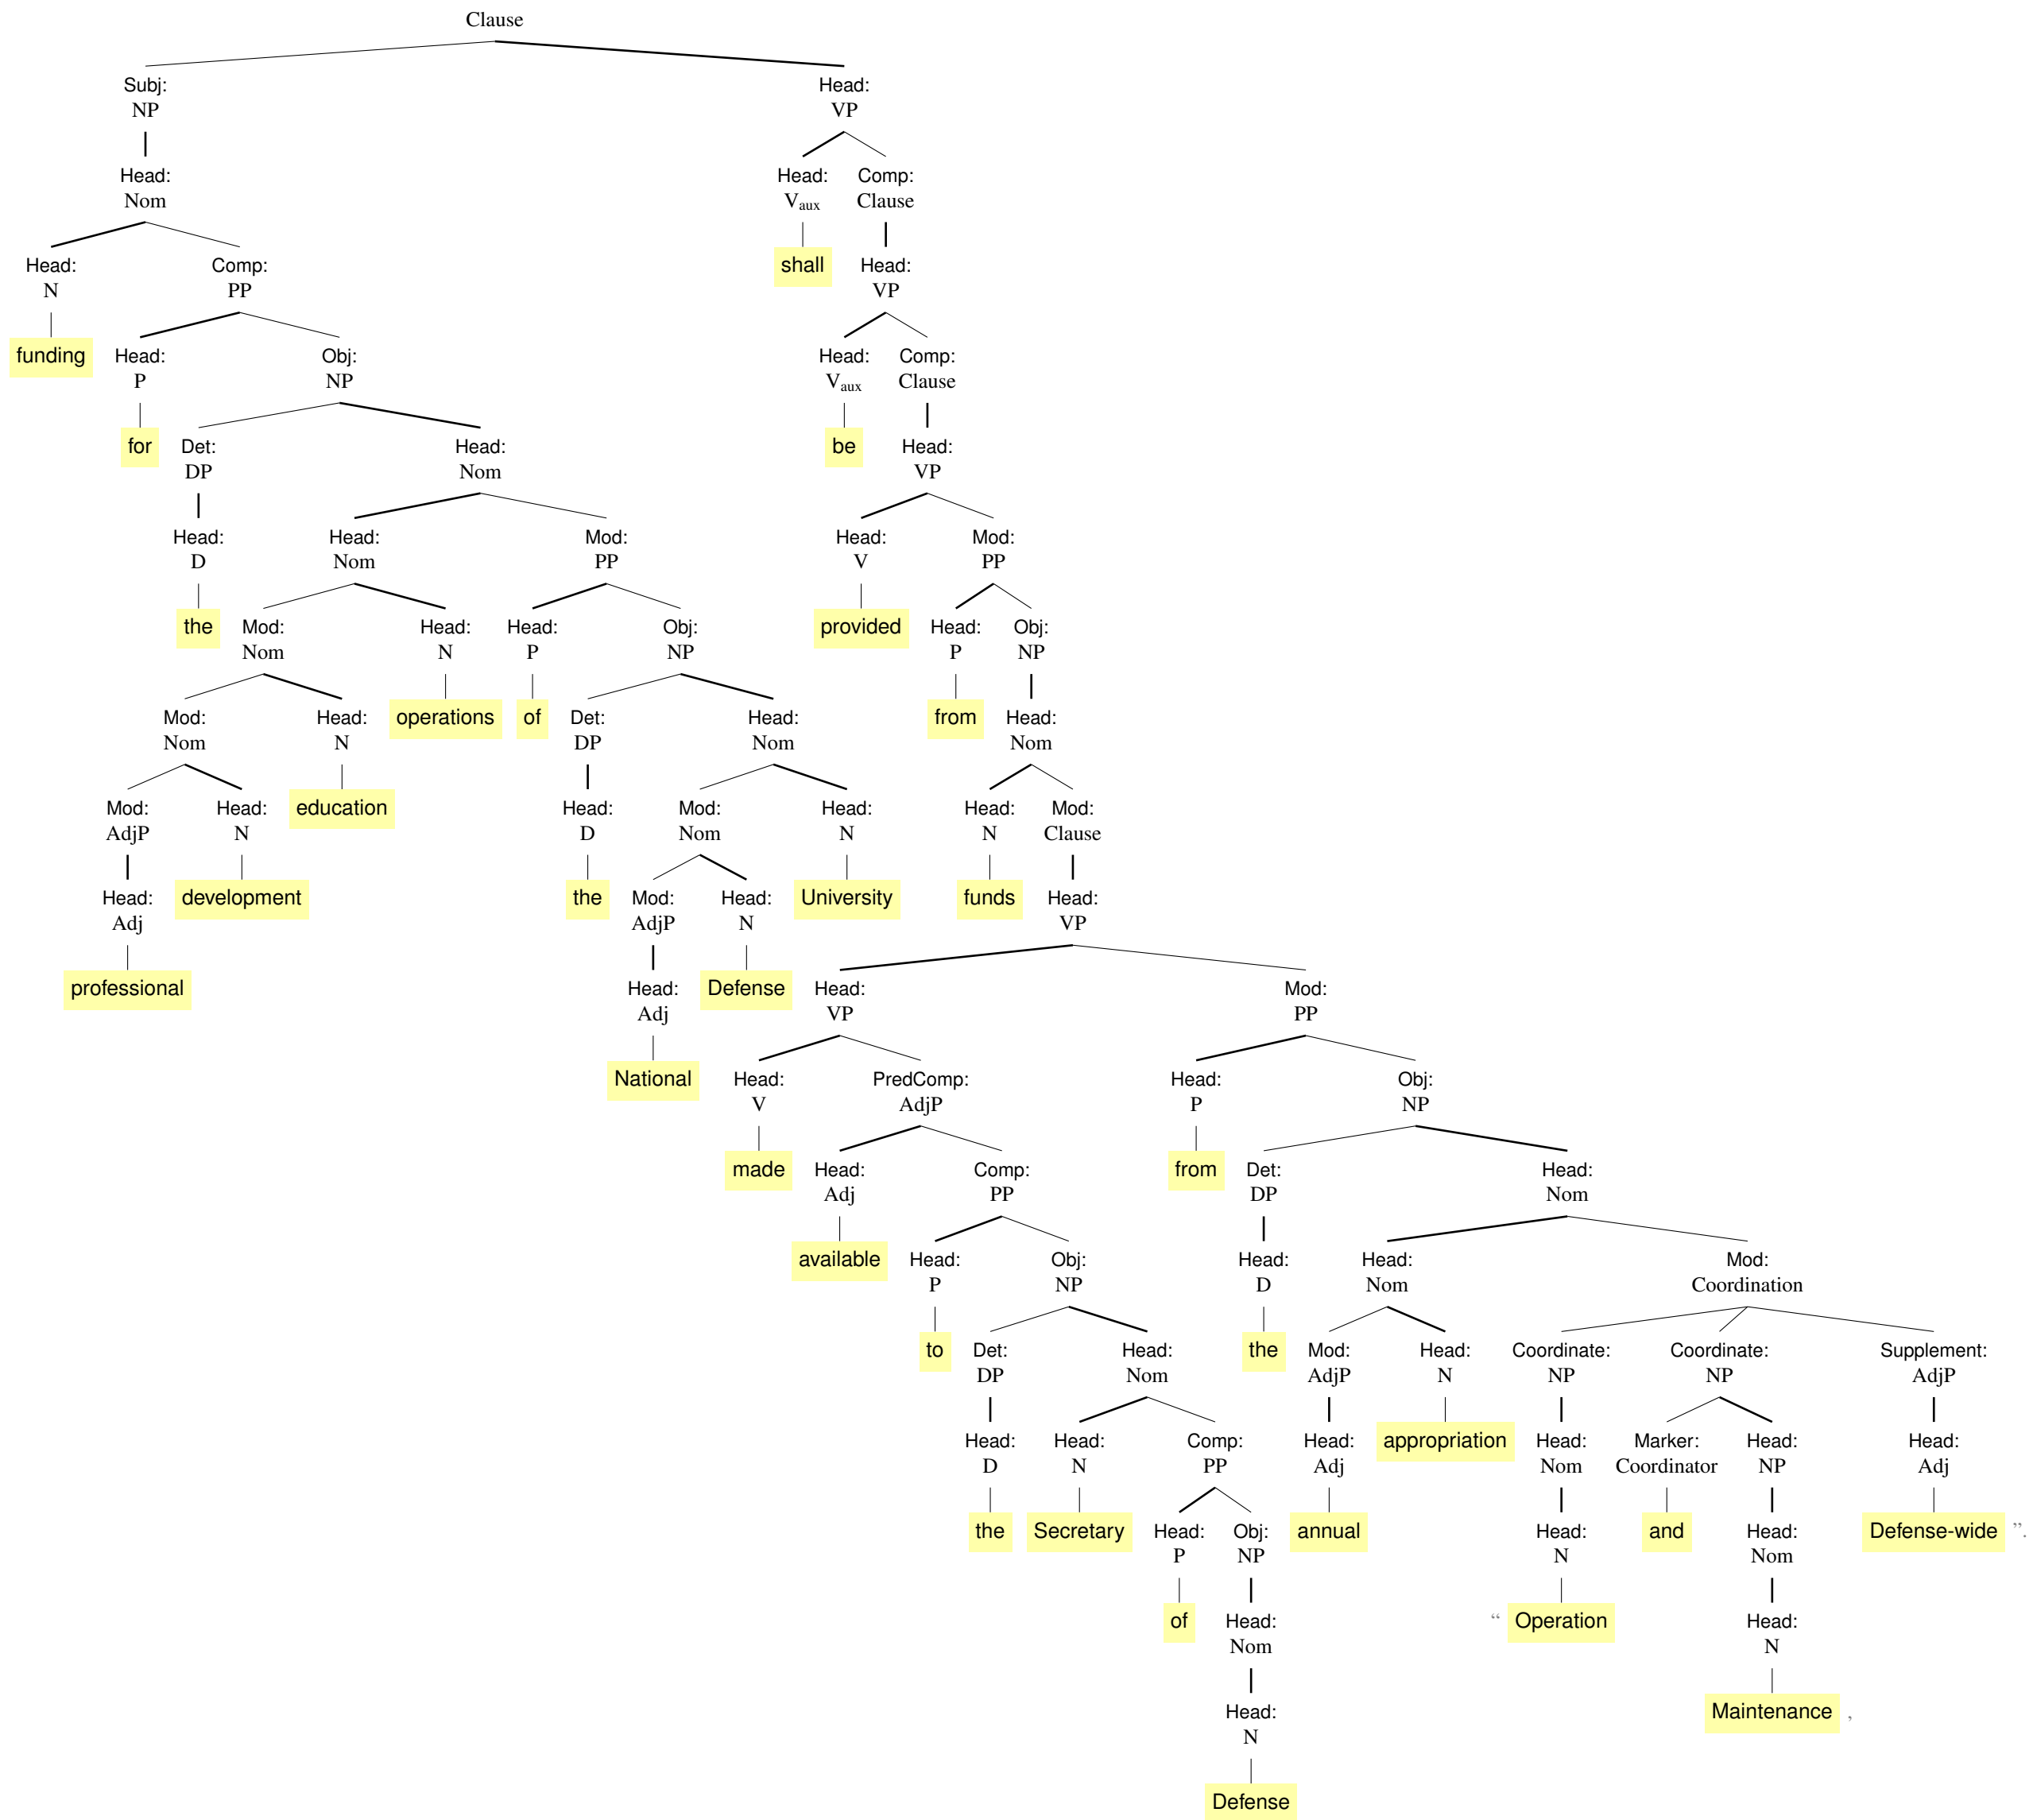 Clause
Subj: Head:
NP VP
Head: Head: Comp:
Nom Vaux Clause
Head: Comp: shall Head:
N PP VP
funding Head: Obj: Head: Comp:
P NP Vaux Clause
for Det: Head: be Head:
DP Nom VP
Head: Head: Mod: Head: Mod:
D Nom PP V PP
the Mod: Head: Head: Obj: provided Head: Obj:
Nom N P NP P NP
Mod: Head: operations of Det: Head: from Head:
Nom N DP Nom Nom
Mod: Head: education Head: Mod: Head: Head: Mod:
AdjP N D Nom N N Clause
Head: development the Mod: Head: University funds Head:
Adj AdjP N VP
professional Head: Defense Head: Mod:
Adj VP PP
National Head: PredComp: Head: Obj:
V AdjP P NP
made Head: Comp: from Det: Head:
Adj PP DP Nom
available Head: Obj: Head: Head: Mod:
P NP D Nom Coordination
to Det: Head: the Mod: Head: Coordinate: Coordinate: Supplement:
DP Nom AdjP N NP NP AdjP
Head: Head: Comp: Head: appropriation Head: Marker: Head: Head:
D N PP Adj Nom Coordinator NP Adj
the Secretary Head: Obj: annual Head: and Head: Defense-wide ”.
P NP N Nom
of Head: “ Operation Head:
Nom N
Head: Maintenance ,
N
Defense